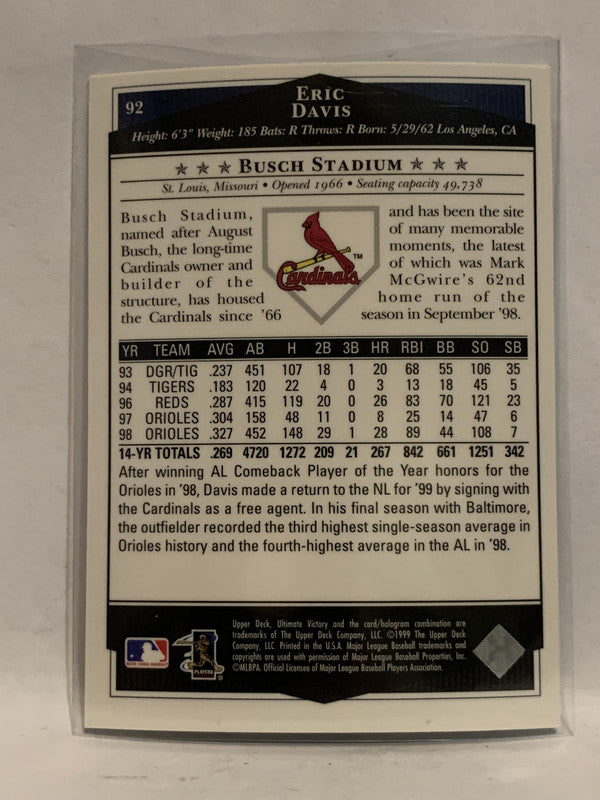 92
ERIC
DAVIS
Height: 6'3" Weight: 185 Bats: R Throws: R Born: 5/29/62 Los Angeles, CA
★ ★ ★ BUSCH STADIUM ★ ★ ★
St. Louis, Missouri • Opened 1966 • Seating capacity 49,738
Busch Stadium,
named after August
Busch, the long-time
Cardinals owner and
builder of the
structure, has housed
the Cardinals since '66
Cardinals
TM
and has been the site
of many memorable
moments, the latest
of which was Mark
McGwire's 62nd
home run of the
season in September '98.
YR TEAM AVG AB H 2B 3B HR RBI BB SO SB
93 DGR/TIG .237 451 107 18 1 20 68 55 106 35
94 TIGERS .183 120 22 4 0 3 13 18 45 5
96 REDS .287 415 119 20 0 26 83 70 121 23
97 ORIOLES .304 158 48 11 0 8 25 14 47 6
98 ORIOLES .327 452 148 29 1 28 89 44 108 7
14-YR TOTALS .269 4720 1272 209 21 267 842 661 1251 342
After winning AL Comeback Player of the Year honors for the
Orioles in '98, Davis made a return to the NL for '99 by signing with
the Cardinals as a free agent. In his final season with Baltimore,
the outfielder recorded the third highest single-season average in
Orioles history and the fourth-highest average in the AL in '98.
Upper Deck, Ultimate Victory and the card/hologram combination are
trademarks of The Upper Deck Company, LLC. ©1999 The Upper Deck
Company, LLC. Printed in the U.S.A. Major League Baseball trademarks and
copyrights are used with permission of Major League Baseball Properties, Inc.
©MLBPA. Official Licensee of Major League Baseball Players Association.
PLAYERS